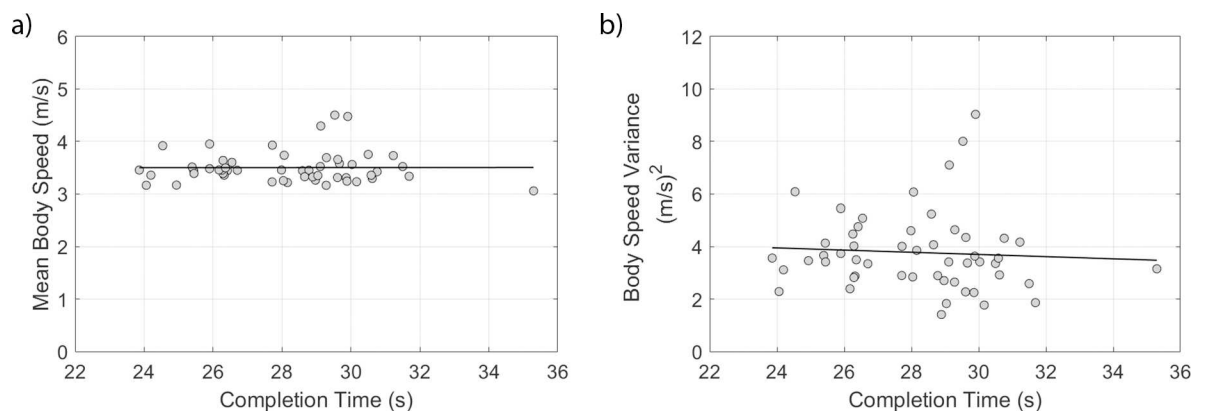 a)
Mean Body Speed (m/s)
6
5
4
3
2
1
0
22 24 26 28 30 32 34 36
Completion Time (s)
b)
Body Speed Variance
(m/s)2
12
10
8
6
4
2
0
22 24 26 28 30 32 34 36
Completion Time (s)